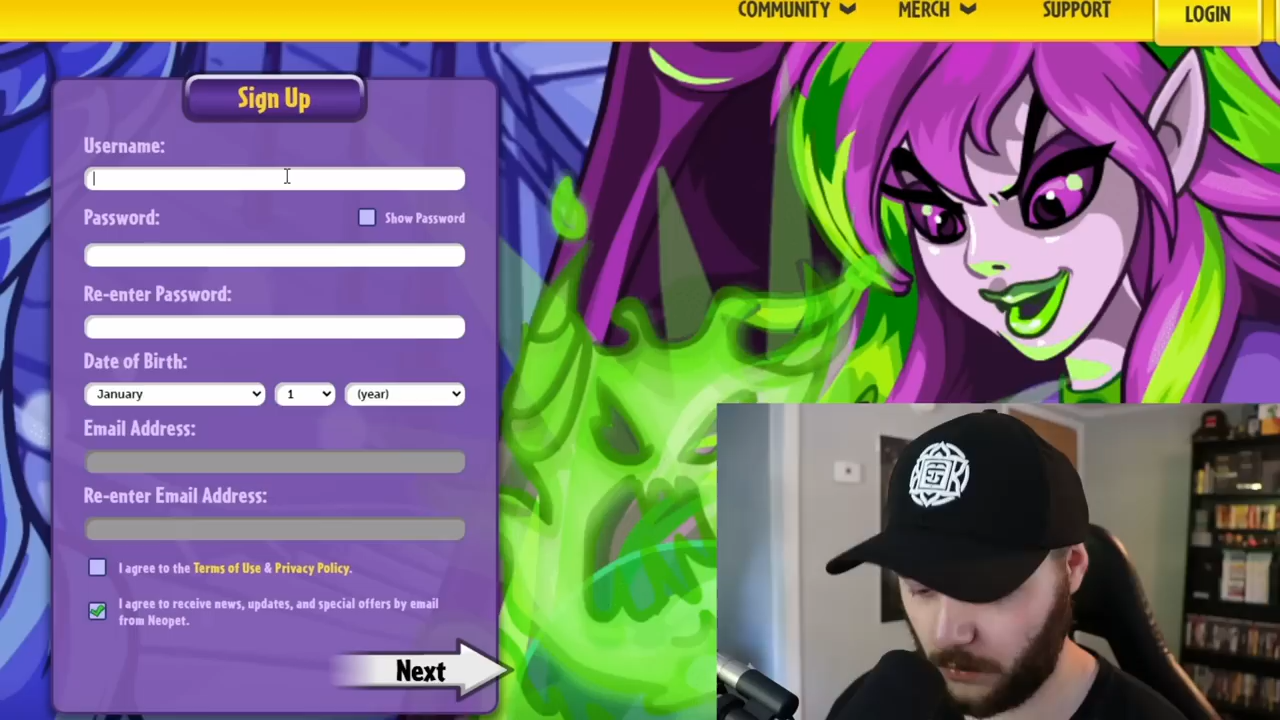 COMMUNITY
MERCH
SUPPORT
LOGIN
Sign Up
Username:
Password:
Show Password
Re-enter Password:
Date of Birth:
January
1
(year)
Email Address:
Re-enter Email Address:
I agree to the Terms of Use & Privacy Policy.
I agree to receive news, updates, and special offers by email
from Neopet.
Next